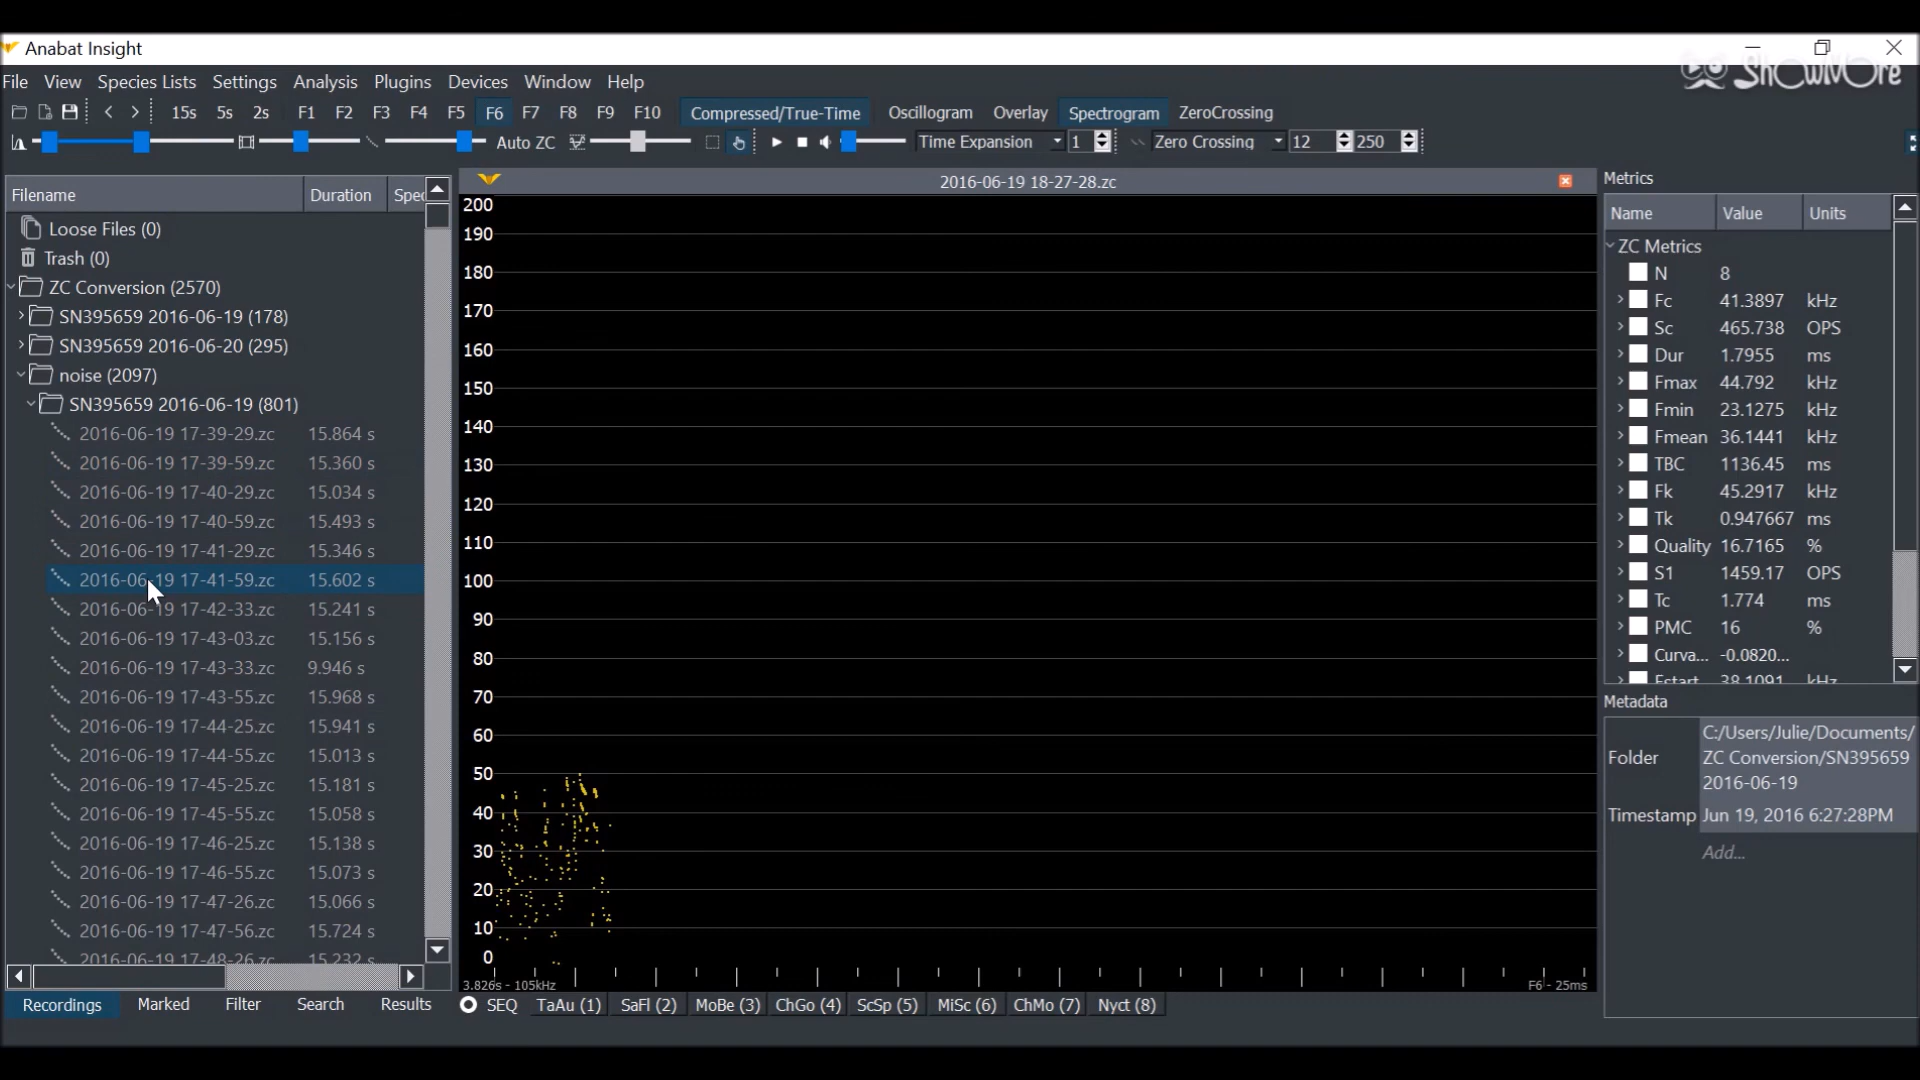 Anabat Insight
ShowMore
File View Species Lists Settings Analysis Plugins Devices Window Help
15s 5s 2s F1 F2 F3 F4 F5 F6 F7 F8 F9 F10 Compressed/True-Time Oscillogram Overlay Spectrogram ZeroCrossing
Auto ZC Time Expansion 1 Zero Crossing 12 250
Filename Duration Spec
Loose Files (0)
Trash (0)
ZC Conversion (2570)
SN395659 2016-06-19 (178)
SN395659 2016-06-20 (295)
noise (2097)
SN395659 2016-06-19 (801)
2016-06-19 17-39-29.zc 15.864 s
2016-06-19 17-39-59.zc 15.360 s
2016-06-19 17-40-29.zc 15.034 s
2016-06-19 17-40-59.zc 15.493 s
2016-06-19 17-41-29.zc 15.346 s
2016-06-19 17-41-59.zc 15.602 s
2016-06-19 17-42-33.zc 15.241 s
2016-06-19 17-43-03.zc 15.156 s
2016-06-19 17-43-33.zc 9.946 s
2016-06-19 17-43-55.zc 15.968 s
2016-06-19 17-44-25.zc 15.941 s
2016-06-19 17-44-55.zc 15.013 s
2016-06-19 17-45-25.zc 15.181 s
2016-06-19 17-45-55.zc 15.058 s
2016-06-19 17-46-25.zc 15.138 s
2016-06-19 17-46-55.zc 15.073 s
2016-06-19 17-47-26.zc 15.066 s
2016-06-19 17-47-56.zc 15.724 s
2016-06-19 17-48-26.zc 15.232 s
Recordings Marked Filter Search Results
2016-06-19 18-27-28.zc
200
190
180
170
160
150
140
130
120
110
100
90
80
70
60
50
40
30
20
10
0
3.826s - 105kHz F6 - 25ms
SEQ TaAu (1) SaFl (2) MoBe (3) ChGo (4) ScSp (5) MiSc (6) ChMo (7) Nyct (8)
Metrics
Name Value Units
ZC Metrics
N 8
Fc 41.3897 kHz
Sc 465.738 OPS
Dur 1.7955 ms
Fmax 44.792 kHz
Fmin 23.1275 kHz
Fmean 36.1441 kHz
TBC 1136.45 ms
Fk 45.2917 kHz
Tk 0.947667 ms
Quality 16.7165 %
S1 1459.17 OPS
Tc 1.774 ms
PMC 16 %
Curva... -0.0820...
Fstart 38.1091 kHz
Metadata
Folder C:/Users/Julie/Documents/
ZC Conversion/SN395659
2016-06-19
Timestamp Jun 19, 2016 6:27:28PM
Add...